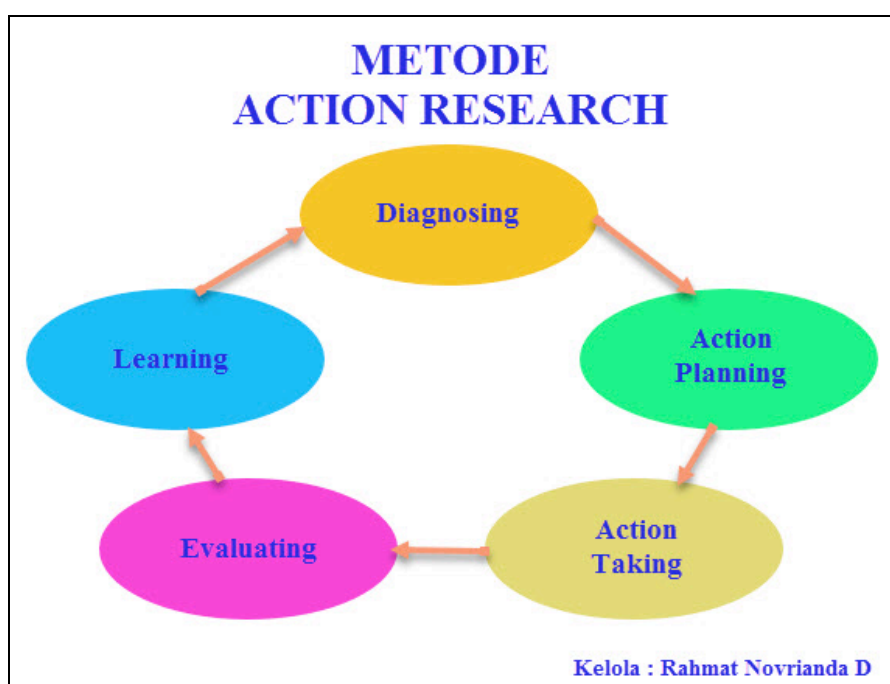 METODE
ACTION RESEARCH
Diagnosing
Action
Planning
Action
Taking
Evaluating
Learning
Kelola : Rahmat Novrianda D